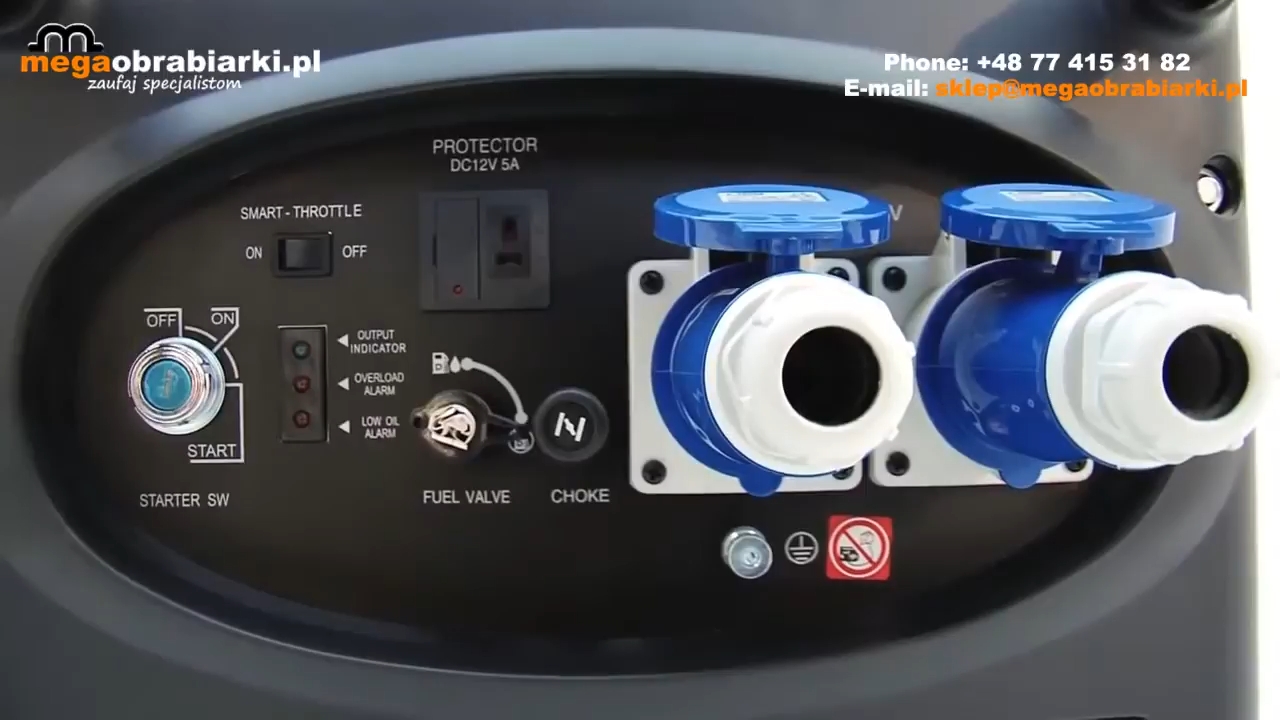 megaobrabiarki.pl
zaufaj specjalistom
Phone: +48 77 415 31 82
E-mail: sklep@megaobrabiarki.pl
PROTECTOR
DC12V 5A
SMART-THROTTLE
ON
OFF
V
OFF
ON
START
STARTER SW
OUTPUT
INDICATOR
OVERLOAD
ALARM
LOW OIL
ALARM
FUEL VALVE
CHOKE